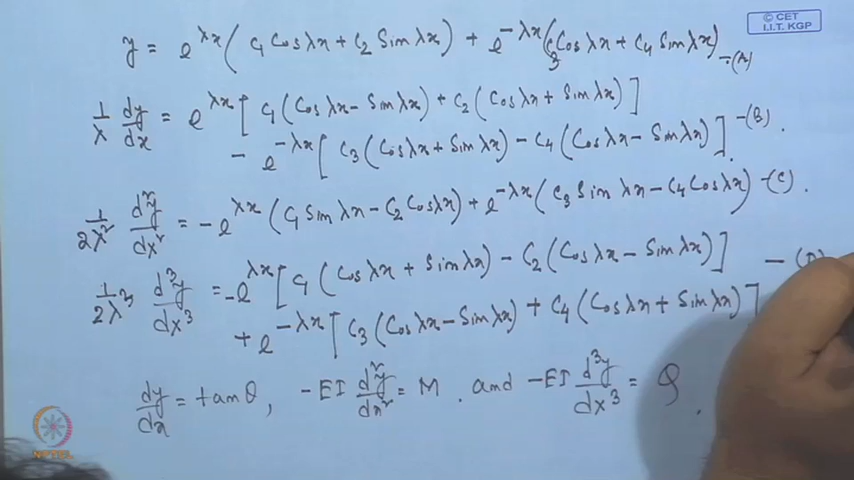 © CET
I.I.T. KGP
y = e^λx (C1 Cos λx + C2 Sin λx) + e^-λx (C3 Cos λx + C4 Sin λx) -(A)
1/λ dy/dx = e^λx [C1 (Cos λx - Sin λx) + C2 (Cos λx + Sin λx)]
- e^-λx [C3 (Cos λx + Sin λx) - C4 (Cos λx - Sin λx)]. -(B).
1/2λ² d²y/dx² = -e^λx (C1 Sin λx - C2 Cos λx) + e^-λx (C3 Sin λx - C4 Cos λx) -(C).
1/2λ³ d³y/dx³ = -e^λx [C1 (Cos λx + Sin λx) - C2 (Cos λx - Sin λx)]
+ e^-λx [C3 (Cos λx - Sin λx) + C4 (Cos λx + Sin λx)] -(D)
dy/dx = tan θ, -EI d²y/dx² = M. and -EI d³y/dx³ = Q.
NPTEL